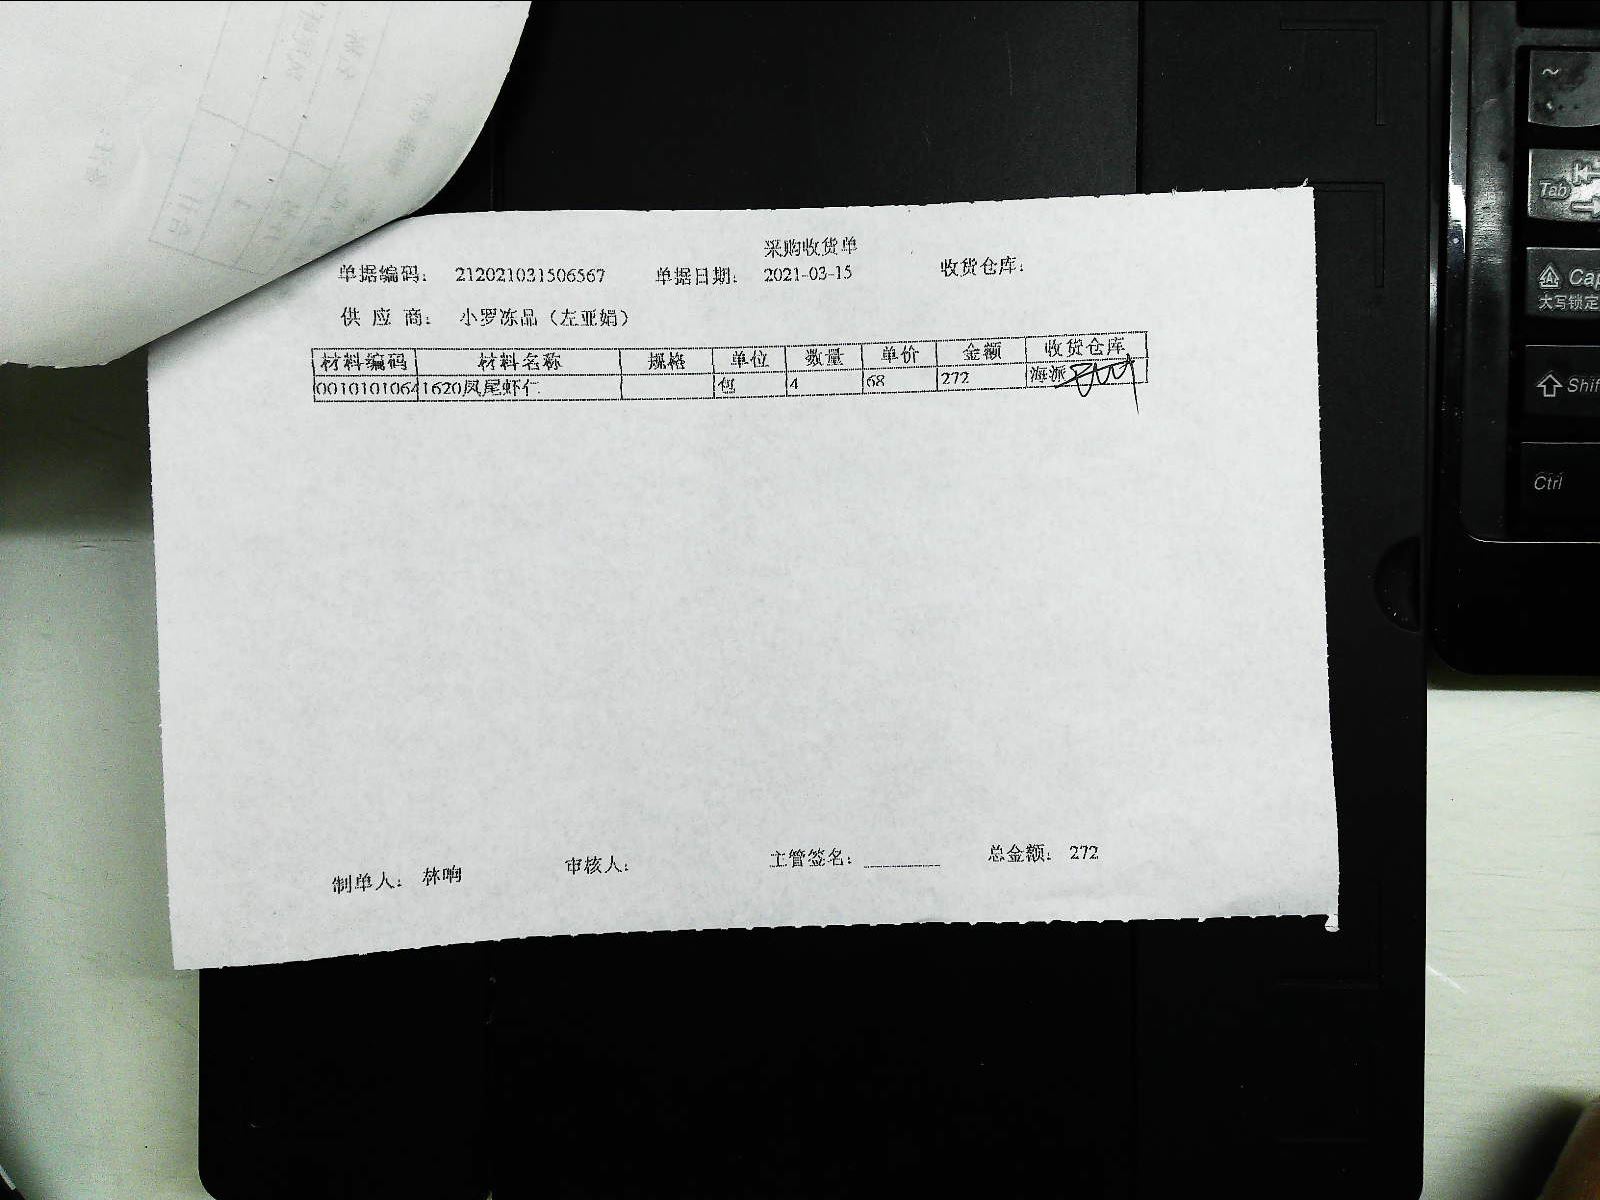 采购收货单
单据编码： 212021031506567 单据日期： 2021-03-15 收货仓库：
供 应 商： 小罗冻品（左亚娟）
材料编码 材料名称 规格 单位 数量 单价 金额 收货仓库
0010101064 1620凤尾虾仁 包 4 68 272 海派
制单人： 林响 审核人： 主管签名： 总金额： 272
~
Tab
Cap
大写锁定
Shif
Ctrl